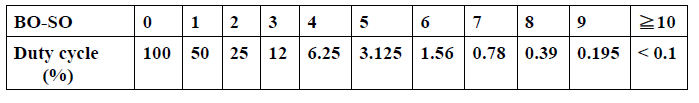 BO-SO 0 1 2 3 4 5 6 7 8 9 ≧10
Duty cycle (%) 100 50 25 12 6.25 3.125 1.56 0.78 0.39 0.195 < 0.1